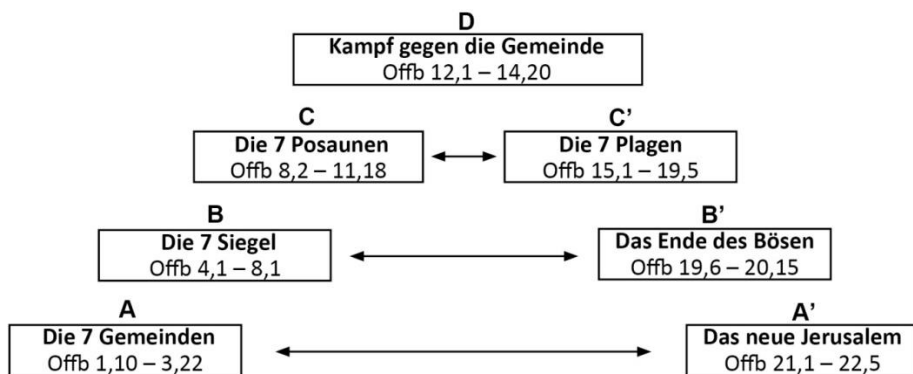 D
Kampf gegen die Gemeinde
Offb 12,1 – 14,20
C
Die 7 Posaunen
Offb 8,2 – 11,18
C’
Die 7 Plagen
Offb 15,1 – 19,5
B
Die 7 Siegel
Offb 4,1 – 8,1
B’
Das Ende des Bösen
Offb 19,6 – 20,15
A
Die 7 Gemeinden
Offb 1,10 – 3,22
A’
Das neue Jerusalem
Offb 21,1 – 22,5